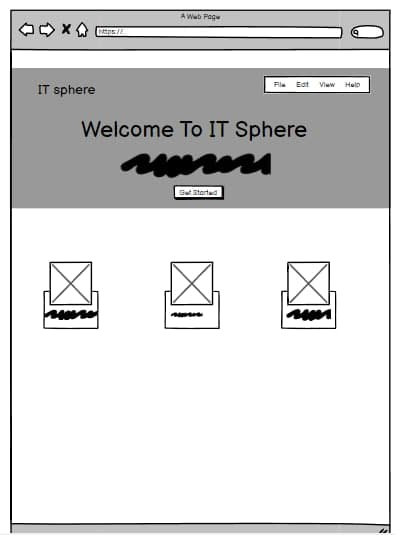 A Web Page
https://
IT sphere
File Edit View Help
Welcome To IT Sphere
Get Started